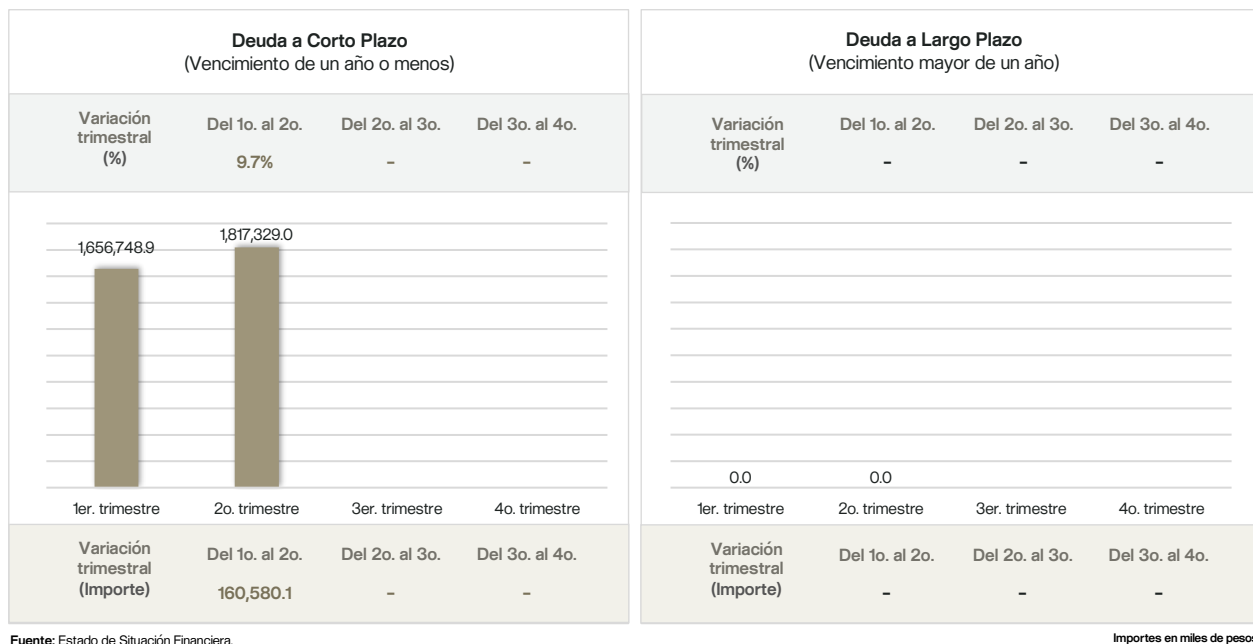 Deuda a Corto Plazo
(Vencimiento de un año o menos)
Variación
trimestral
(%)
Del 1o. al 2o. Del 2o. al 3o. Del 3o. al 4o.
9.7% – –
1,656,748.9
1,817,329.0
1er. trimestre 2o. trimestre 3er. trimestre 4o. trimestre
Variación
trimestral
(Importe)
Del 1o. al 2o. Del 2o. al 3o. Del 3o. al 4o.
160,580.1 – –
Deuda a Largo Plazo
(Vencimiento mayor de un año)
Variación
trimestral
(%)
Del 1o. al 2o. Del 2o. al 3o. Del 3o. al 4o.
– – –
0.0 0.0
1er. trimestre 2o. trimestre 3er. trimestre 4o. trimestre
Variación
trimestral
(Importe)
Del 1o. al 2o. Del 2o. al 3o. Del 3o. al 4o.
– – –
Fuente: Estado de Situación Financiera.
Importes en miles de pesos